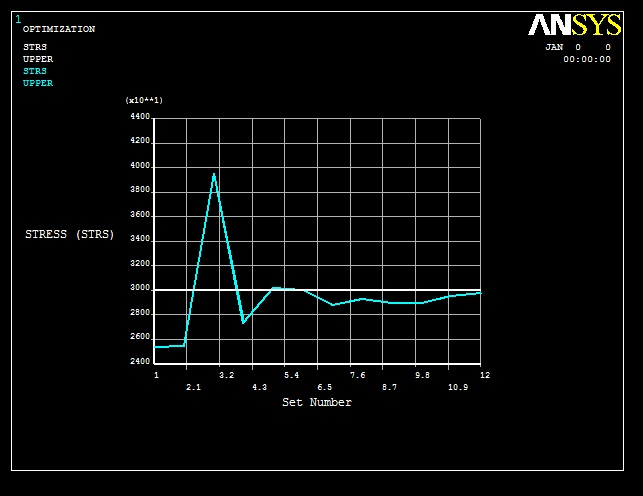 1
ANSYS
OPTIMIZATION
STRS
JAN 0 0
UPPER
00:00:00
STRS
UPPER
(x10**1)
4400
4200
4000
3800
3600
3400
STRESS (STRS)
3200
3000
2800
2600
2400
1 3.2 5.4 7.6 9.8 12
2.1 4.3 6.5 8.7 10.9
Set Number